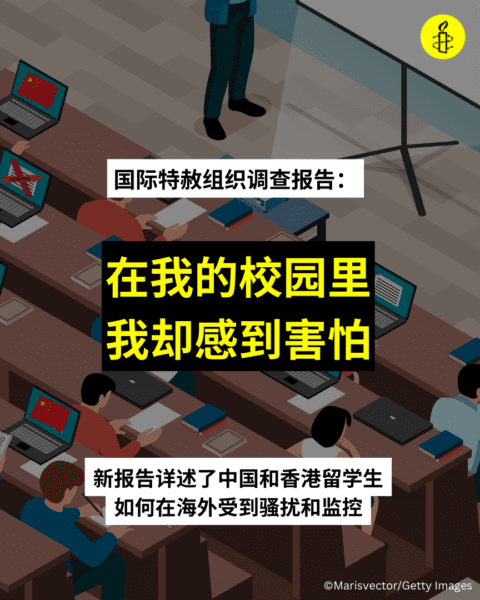 国际特赦组织调查报告：
在我的校园里
我却感到害怕
新报告详述了中国和香港留学生
如何在海外受到骚扰和监控
©Marisvector/Getty Images